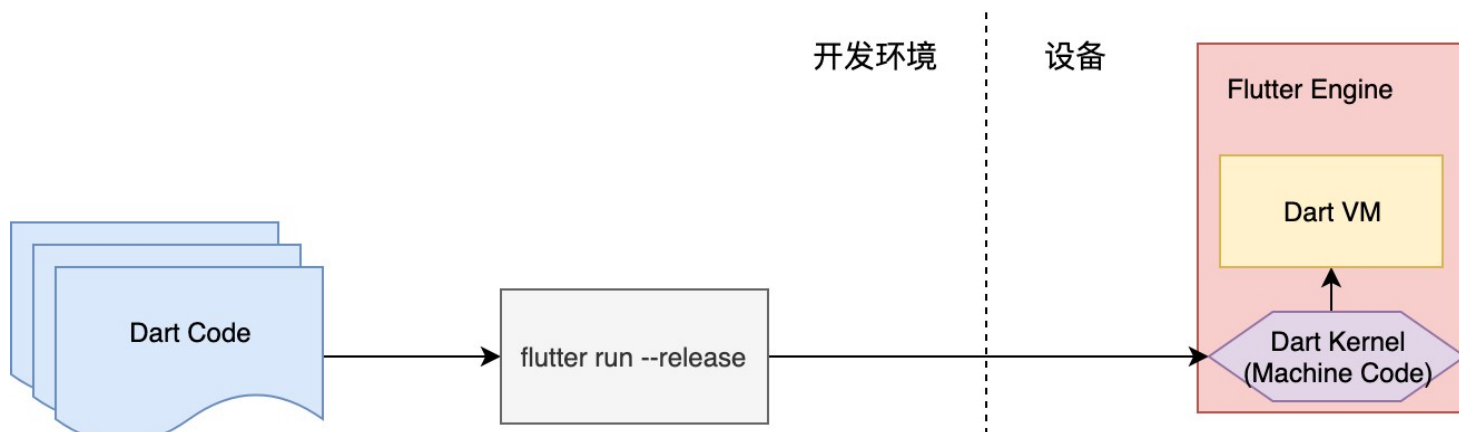 开发环境
设备
Flutter Engine
Dart VM
Dart Code
flutter run --release
Dart Kernel
(Machine Code)